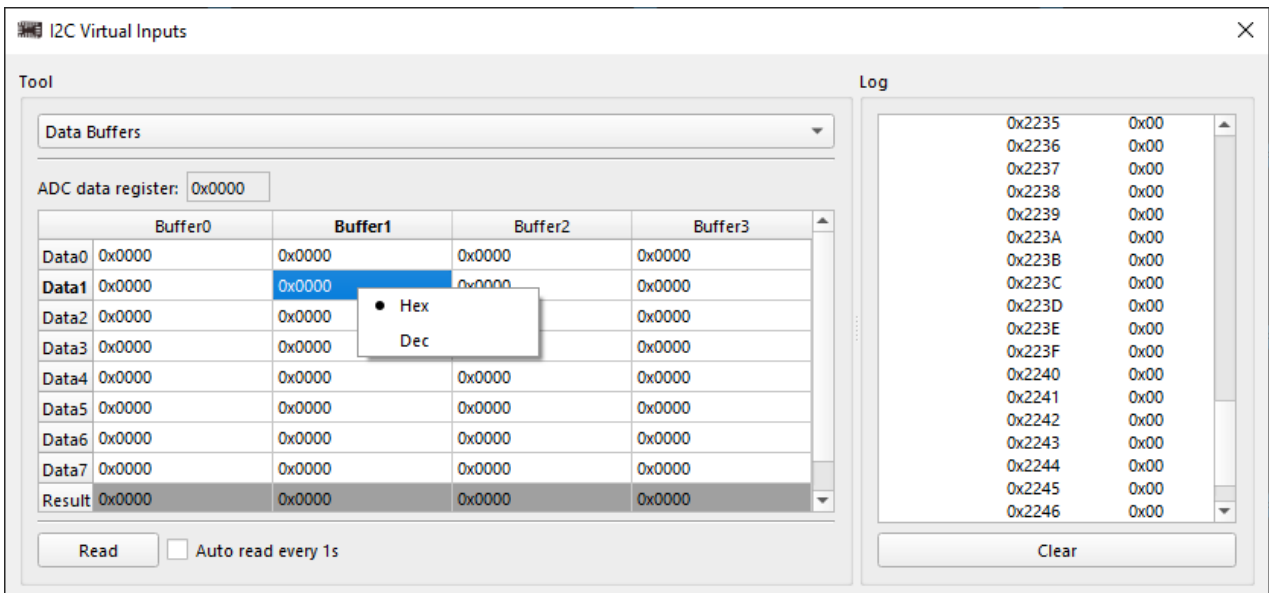 I2C Virtual Inputs
Tool
Data Buffers
ADC data register: 0x0000
Buffer0 Buffer1 Buffer2 Buffer3
Data0 0x0000 0x0000 0x0000 0x0000
Data1 0x0000 0x0000 0x0000 0x0000
Data2 0x0000 0x0000 0x0000
Data3 0x0000 0x0000 0x0000
Data4 0x0000 0x0000 0x0000 0x0000
Data5 0x0000 0x0000 0x0000 0x0000
Data6 0x0000 0x0000 0x0000 0x0000
Data7 0x0000 0x0000 0x0000 0x0000
Result 0x0000 0x0000 0x0000 0x0000
Hex
Dec
Read Auto read every 1s
Log
0x2235 0x00
0x2236 0x00
0x2237 0x00
0x2238 0x00
0x2239 0x00
0x223A 0x00
0x223B 0x00
0x223C 0x00
0x223D 0x00
0x223E 0x00
0x223F 0x00
0x2240 0x00
0x2241 0x00
0x2242 0x00
0x2243 0x00
0x2244 0x00
0x2245 0x00
0x2246 0x00
Clear